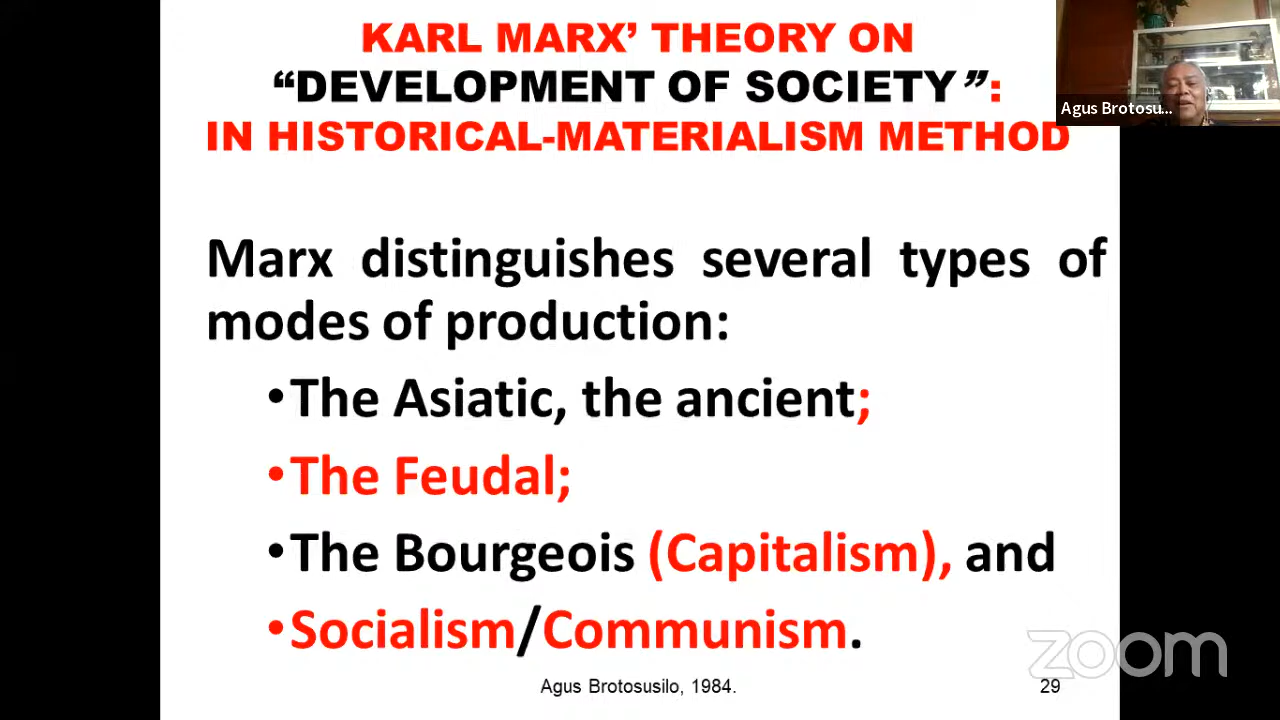 KARL MARX’ THEORY ON
“DEVELOPMENT OF SOCIETY”:
IN HISTORICAL-MATERIALISM METHOD
Agus Brotosu...
Marx distinguishes several types of
modes of production:
•The Asiatic, the ancient;
•The Feudal;
•The Bourgeois (Capitalism), and
•Socialism/Communism.
zoom
Agus Brotosusilo, 1984.
29